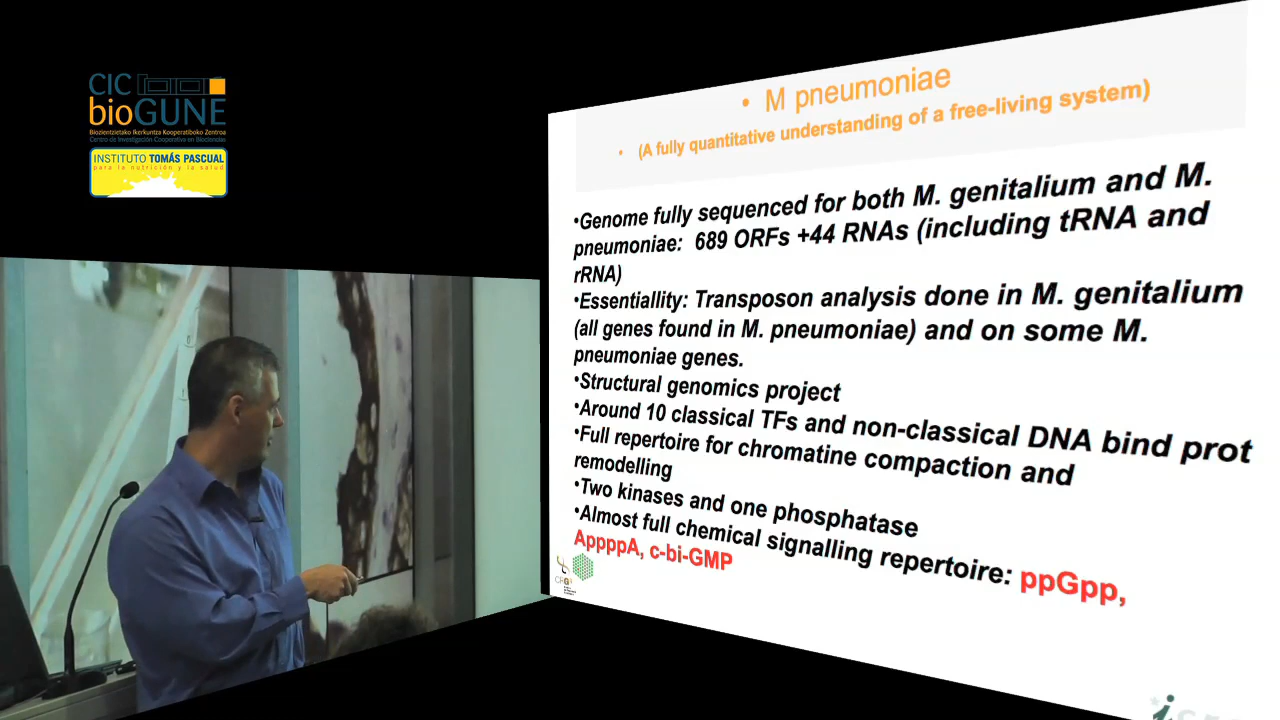 CIC
bioGUNE
Biozientzietako Ikerkuntza Kooperatiboko Zentroa
Centro de Investigación Cooperativa en Biociencias
INSTITUTO TOMÁS PASCUAL
para la nutrición y la salud
• M pneumoniae
• (A fully quantitative understanding of a free-living system)
•Genome fully sequenced for both M. genitalium and M.
pneumoniae: 689 ORFs +44 RNAs (including tRNA and
rRNA)
•Essentiallity: Transposon analysis done in M. genitalium
(all genes found in M. pneumoniae) and on some M.
pneumoniae genes.
•Structural genomics project
•Around 10 classical TFs and non-classical DNA bind prot
•Full repertoire for chromatine compaction and
remodelling
•Two kinases and one phosphatase
•Almost full chemical signalling repertoire: ppGpp,
AppppA, c-bi-GMP
CRG